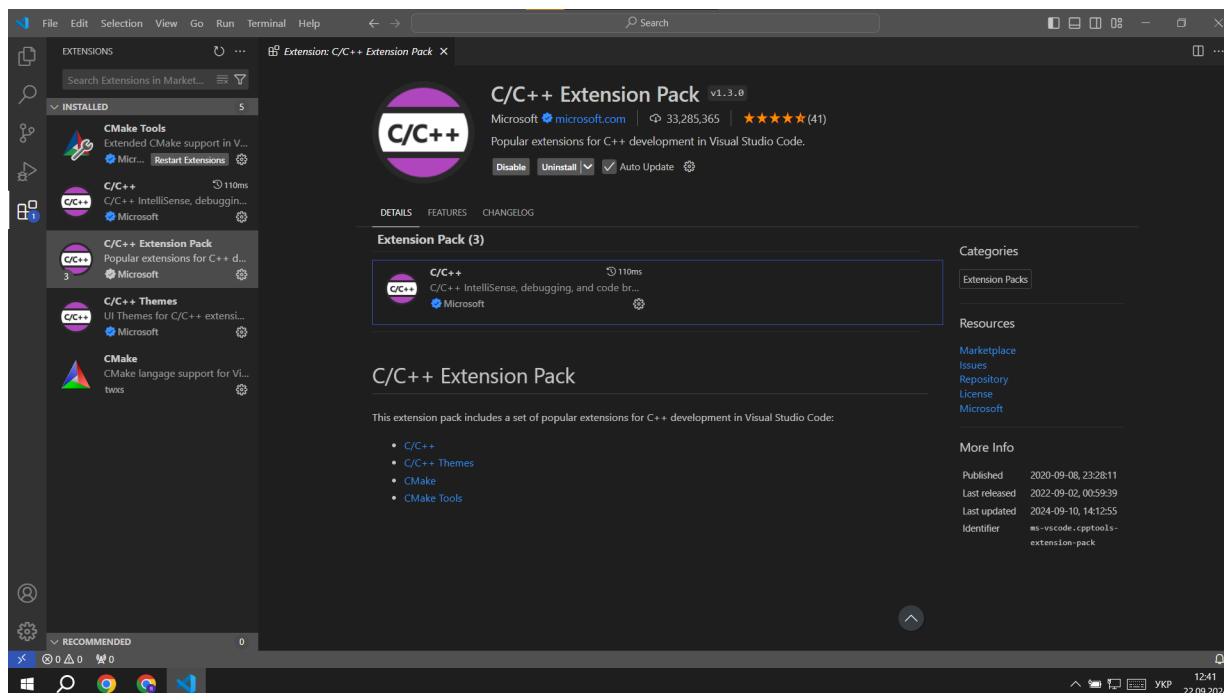 File Edit Selection View Go Run Terminal Help
Search
EXTENSIONS
Extension: C/C++ Extension Pack
Search Extensions in Market...
INSTALLED 5
CMake Tools
Extended CMake support in V...
Micr... Restart Extensions
C/C++ 110ms
C/C++ IntelliSense, debuggin...
Microsoft
C/C++ Extension Pack
Popular extensions for C++ d...
Microsoft
3
C/C++ Themes
UI Themes for C/C++ extensi...
Microsoft
CMake
CMake langage support for Vi...
twxs
RECOMMENDED 0
C/C++
C/C++ Extension Pack v1.3.0
Microsoft microsoft.com 33,285,365 (41)
Popular extensions for C++ development in Visual Studio Code.
Disable Uninstall Auto Update
DETAILS FEATURES CHANGELOG
Extension Pack (3)
C/C++ 110ms
C/C++ IntelliSense, debugging, and code br...
Microsoft
C/C++ Extension Pack
This extension pack includes a set of popular extensions for C++ development in Visual Studio Code:
C/C++
C/C++ Themes
CMake
CMake Tools
Categories
Extension Packs
Resources
Marketplace
Issues
Repository
License
Microsoft
More Info
Published 2020-09-08, 23:28:11
Last released 2022-09-02, 00:59:39
Last updated 2024-09-10, 14:12:55
Identifier ms-vscode.cpptools-
extension-pack
1
0 0 0
УКР 12:41
22.09.202